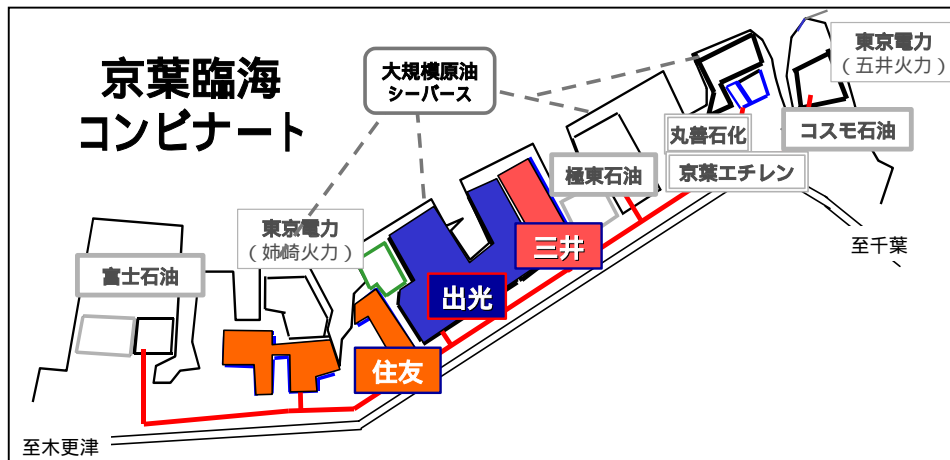 京葉臨海
コンビナート
大規模原油
シーバース
東京電力
（五井火力）
丸善石化
コスモ石油
京葉エチレン
極東石油
東京電力
（姉崎火力）
三井
至千葉
富士石油
出光
住友
至木更津